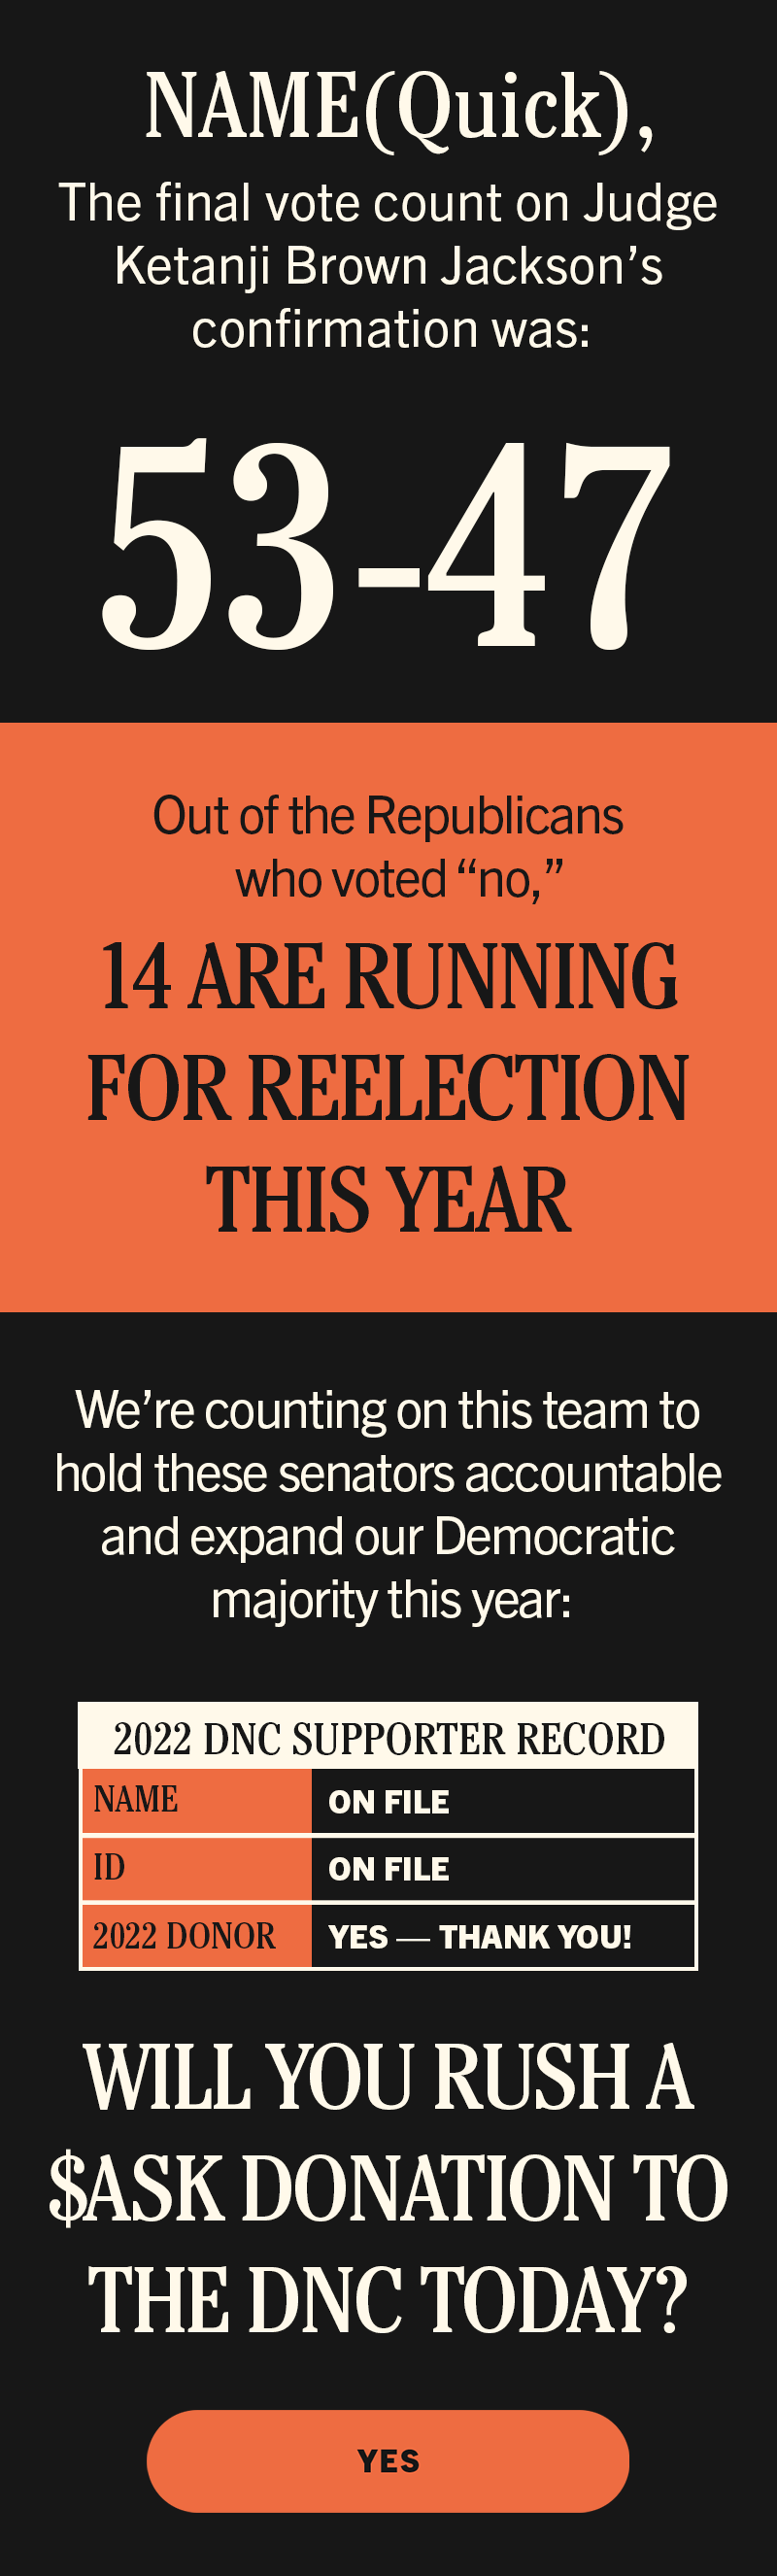 NAME(Quick),
The final vote count on Judge
Ketanji Brown Jackson’s
confirmation was:
53-47
Out of the Republicans
who voted “no,”
14 ARE RUNNING
FOR REELECTION
THIS YEAR
We’re counting on this team to
hold these senators accountable
and expand our Democratic
majority this year:
2022 DNC SUPPORTER RECORD
NAME ON FILE
ID ON FILE
2022 DONOR YES — THANK YOU!
WILL YOU RUSH A
$ASK DONATION TO
THE DNC TODAY?
YES